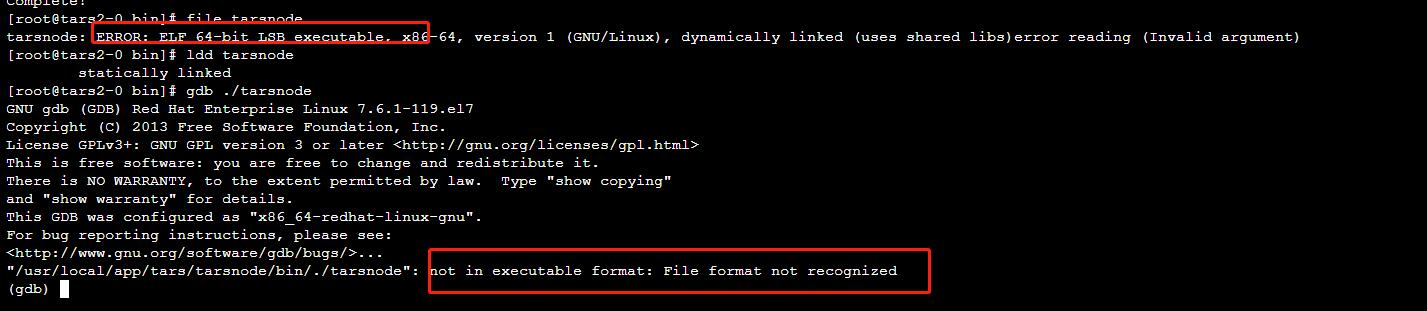 Complete!
[root@tars2-0 bin]# file tarsnode
tarsnode: ERROR: ELF 64-bit LSB executable, x86-64, version 1 (GNU/Linux), dynamically linked (uses shared libs)error reading (Invalid argument)
[root@tars2-0 bin]# ldd tarsnode
statically linked
[root@tars2-0 bin]# gdb ./tarsnode
GNU gdb (GDB) Red Hat Enterprise Linux 7.6.1-119.el7
Copyright (C) 2013 Free Software Foundation, Inc.
License GPLv3+: GNU GPL version 3 or later <http://gnu.org/licenses/gpl.html>
This is free software: you are free to change and redistribute it.
There is NO WARRANTY, to the extent permitted by law.  Type "show copying"
and "show warranty" for details.
This GDB was configured as "x86_64-redhat-linux-gnu".
For bug reporting instructions, please see:
<http://www.gnu.org/software/gdb/bugs/>...
"/usr/local/app/tars/tarsnode/bin/./tarsnode": not in executable format: File format not recognized
(gdb)